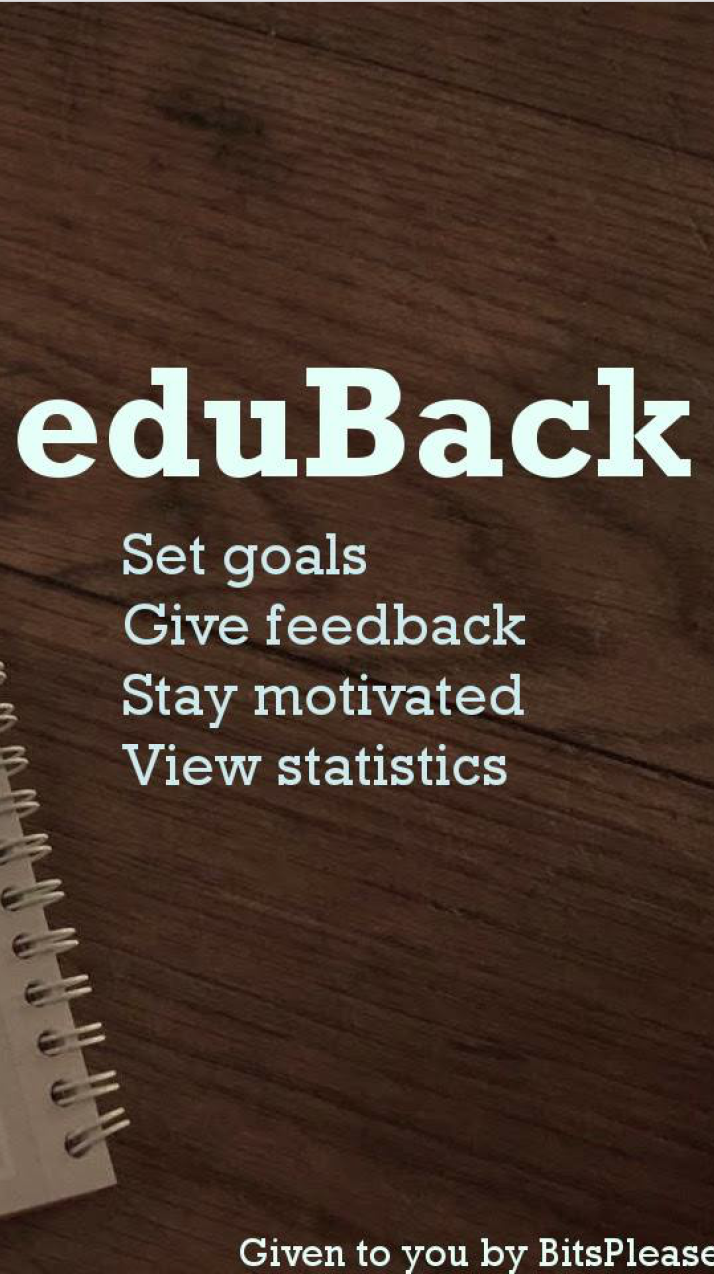 eduBack
Set goals
Give feedback
Stay motivated
View statistics
Given to you by BitsPlease